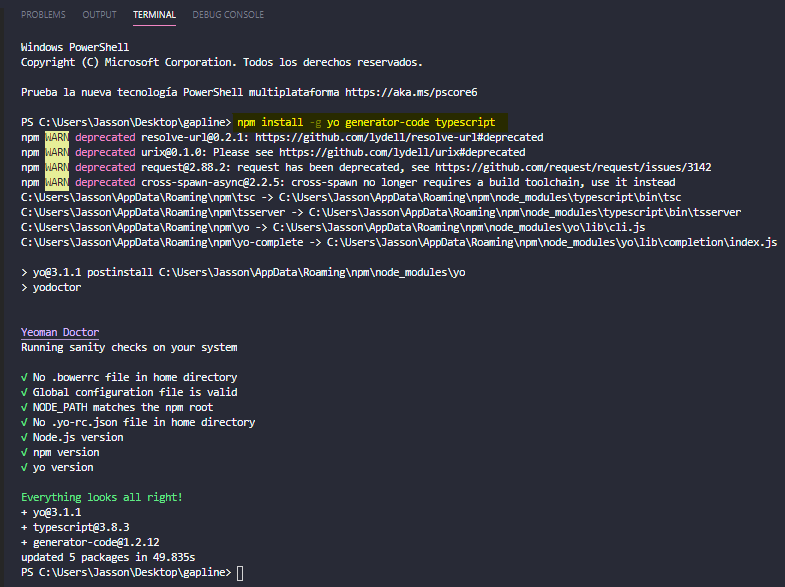 PROBLEMS OUTPUT TERMINAL DEBUG CONSOLE
Windows PowerShell
Copyright (C) Microsoft Corporation. Todos los derechos reservados.
Prueba la nueva tecnología PowerShell multiplataforma https://aka.ms/pscore6
PS C:\Users\Jasson\Desktop\gapline> npm install -g yo generator-code typescript
npm WARN deprecated resolve-url@0.2.1: https://github.com/lydell/resolve-url#deprecated
npm WARN deprecated urix@0.1.0: Please see https://github.com/lydell/urix#deprecated
npm WARN deprecated request@2.88.2: request has been deprecated, see https://github.com/request/request/issues/3142
npm WARN deprecated cross-spawn-async@2.2.5: cross-spawn no longer requires a build toolchain, use it instead
C:\Users\Jasson\AppData\Roaming\npm\tsc -> C:\Users\Jasson\AppData\Roaming\npm\node_modules\typescript\bin\tsc
C:\Users\Jasson\AppData\Roaming\npm\tsserver -> C:\Users\Jasson\AppData\Roaming\npm\node_modules\typescript\bin\tsserver
C:\Users\Jasson\AppData\Roaming\npm\yo -> C:\Users\Jasson\AppData\Roaming\npm\node_modules\yo\lib\cli.js
C:\Users\Jasson\AppData\Roaming\npm\yo-complete -> C:\Users\Jasson\AppData\Roaming\npm\node_modules\yo\lib\completion\index.js
> yo@3.1.1 postinstall C:\Users\Jasson\AppData\Roaming\npm\node_modules\yo
> yodoctor
Yeoman Doctor
Running sanity checks on your system
√ No .bowerrc file in home directory
√ Global configuration file is valid
√ NODE_PATH matches the npm root
√ No .yo-rc.json file in home directory
√ Node.js version
√ npm version
√ yo version
Everything looks all right!
+ yo@3.1.1
+ typescript@3.8.3
+ generator-code@1.2.12
updated 5 packages in 49.835s
PS C:\Users\Jasson\Desktop\gapline>